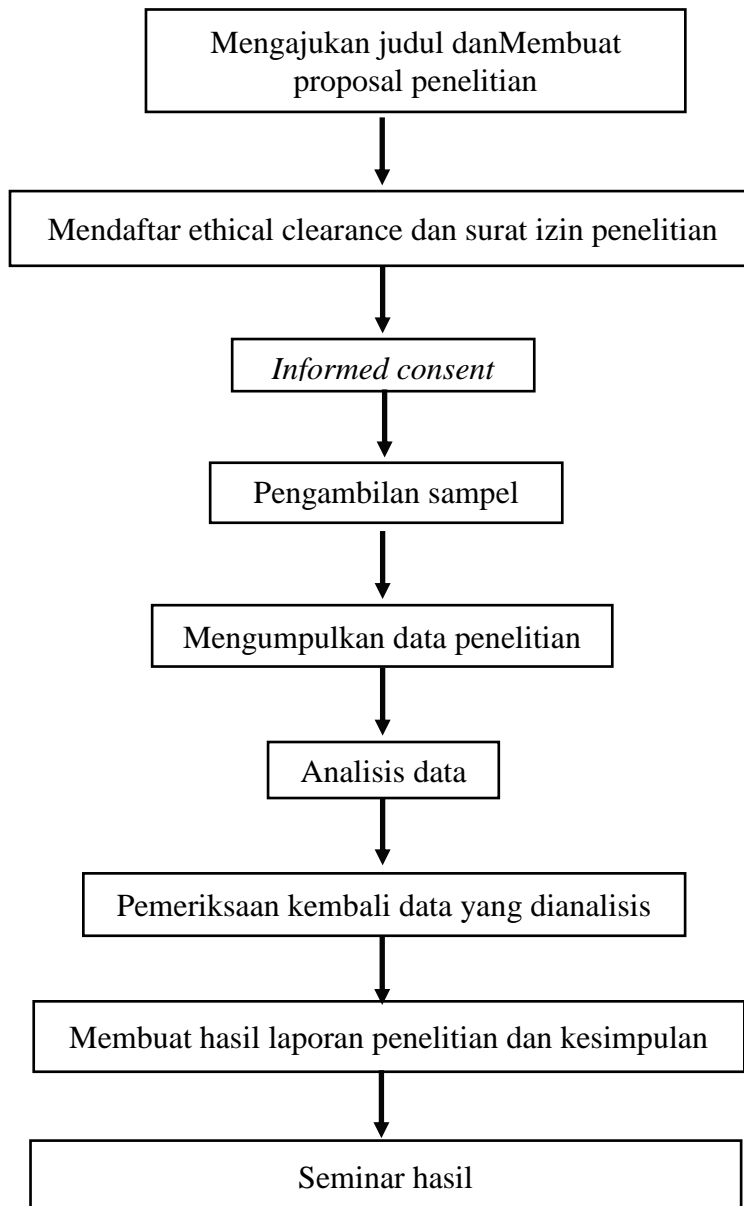 Mengajukan judul danMembuat
proposal penelitian
Mendaftar ethical clearance dan surat izin penelitian
Informed consent
Pengambilan sampel
Mengumpulkan data penelitian
Analisis data
Pemeriksaan kembali data yang dianalisis
Membuat hasil laporan penelitian dan kesimpulan
Seminar hasil